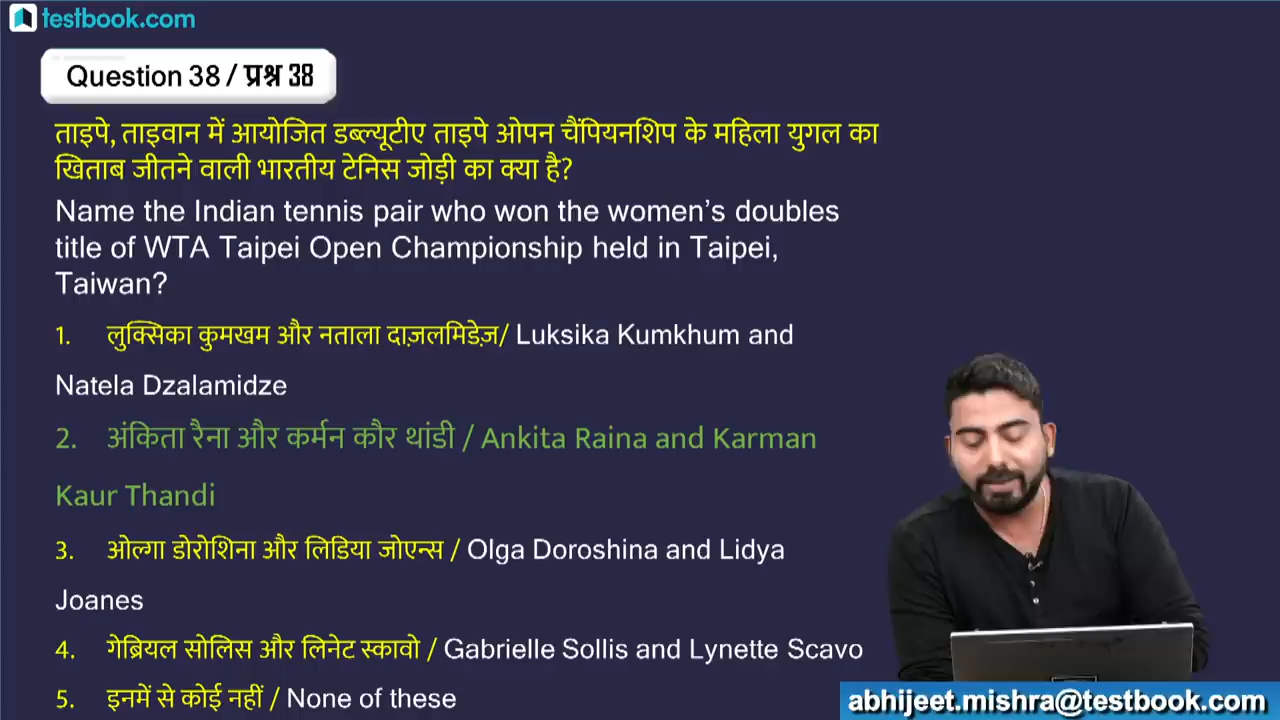 testbook.com
Question 38 / प्रश्न 38
ताइपे, ताइवान में आयोजित डब्ल्यूटीए ताइपे ओपन चैंपियनशिप के महिला युगल का
खिताब जीतने वाली भारतीय टेनिस जोड़ी का क्या है?
Name the Indian tennis pair who won the women’s doubles
title of WTA Taipei Open Championship held in Taipei,
Taiwan?
1. लुक्सिका कुमखम और नताला दाज़लमिडेज़/ Luksika Kumkhum and
Natela Dzalamidze
2. अंकिता रैना और कर्मन कौर थांडी / Ankita Raina and Karman
Kaur Thandi
3. ओल्गा डोरोशिना और लिडिया जोएन्स / Olga Doroshina and Lidya
Joanes
4. गेब्रियल सोलिस और लिनेट स्कावो / Gabrielle Sollis and Lynette Scavo
5. इनमें से कोई नहीं / None of these
abhijeet.mishra@testbook.com